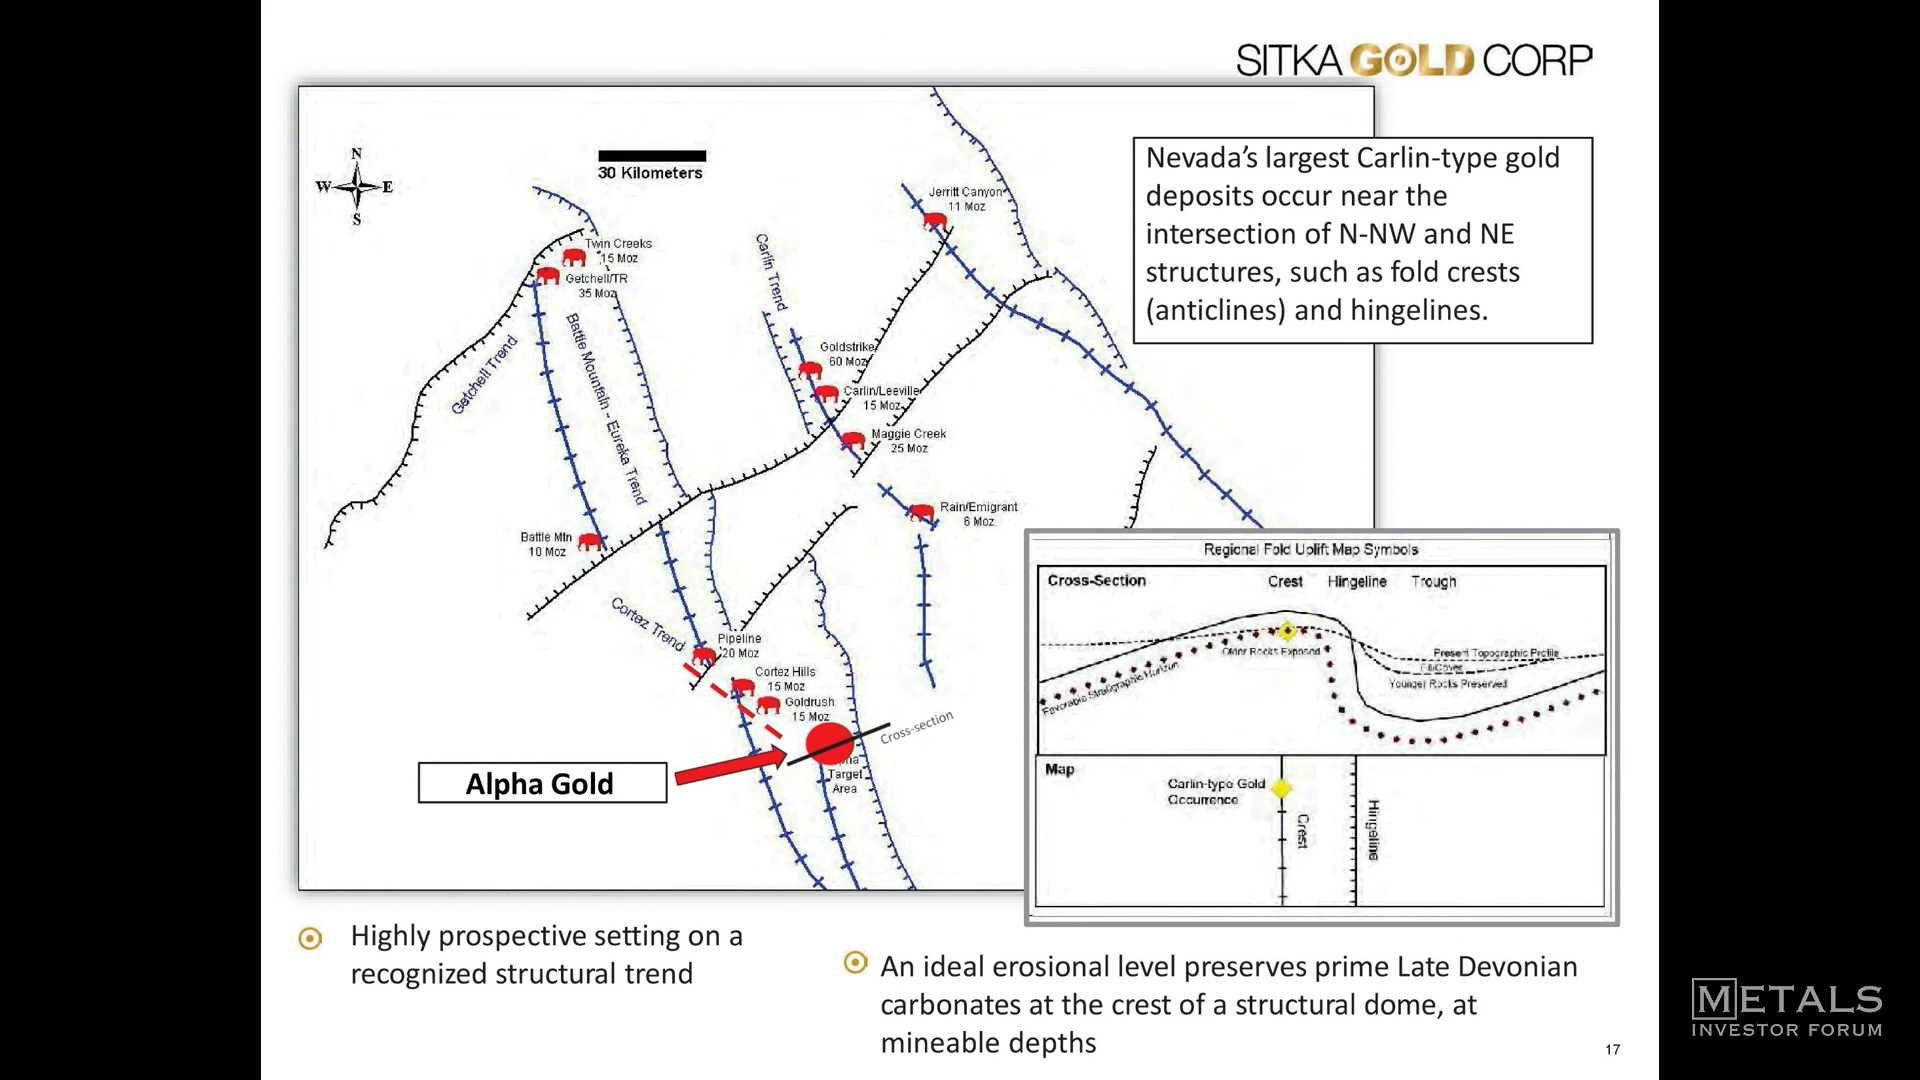 SITKA GOLD CORP
N
W E
S
30 Kilometers
Nevada’s largest Carlin-type gold
deposits occur near the
intersection of N-NW and NE
structures, such as fold crests
(anticlines) and hingelines.
Jerritt Canyon
11 Moz
Twin Creeks
15 Moz
Getchell/TR
35 Moz
Carlin Trend
Getchell Trend
Battle Mountain - Eureka Trend
Goldstrike
60 Moz
Carlin/Leeville
15 Moz
Maggie Creek
25 Moz
Rain/Emigrant
6 Moz
Battle Mtn
10 Moz
Cortez Trend
Pipeline
20 Moz
Cortez Hills
15 Moz
Goldrush
15 Moz
Cross-section
Alpha Gold
Target
Area
Regional Fold Uplift Map Symbols
Cross-Section Crest Hingeline Trough
Older Rocks Exposed
Present Topographic Profile
Younger Rocks Preserved
Favorable Stratigraphic Horizon
Map
Carlin-type Gold
Occurrence
Crest
Hingeline
Highly prospective setting on a
recognized structural trend
An ideal erosional level preserves prime Late Devonian
carbonates at the crest of a structural dome, at
mineable depths
17
METALS
INVESTOR FORUM